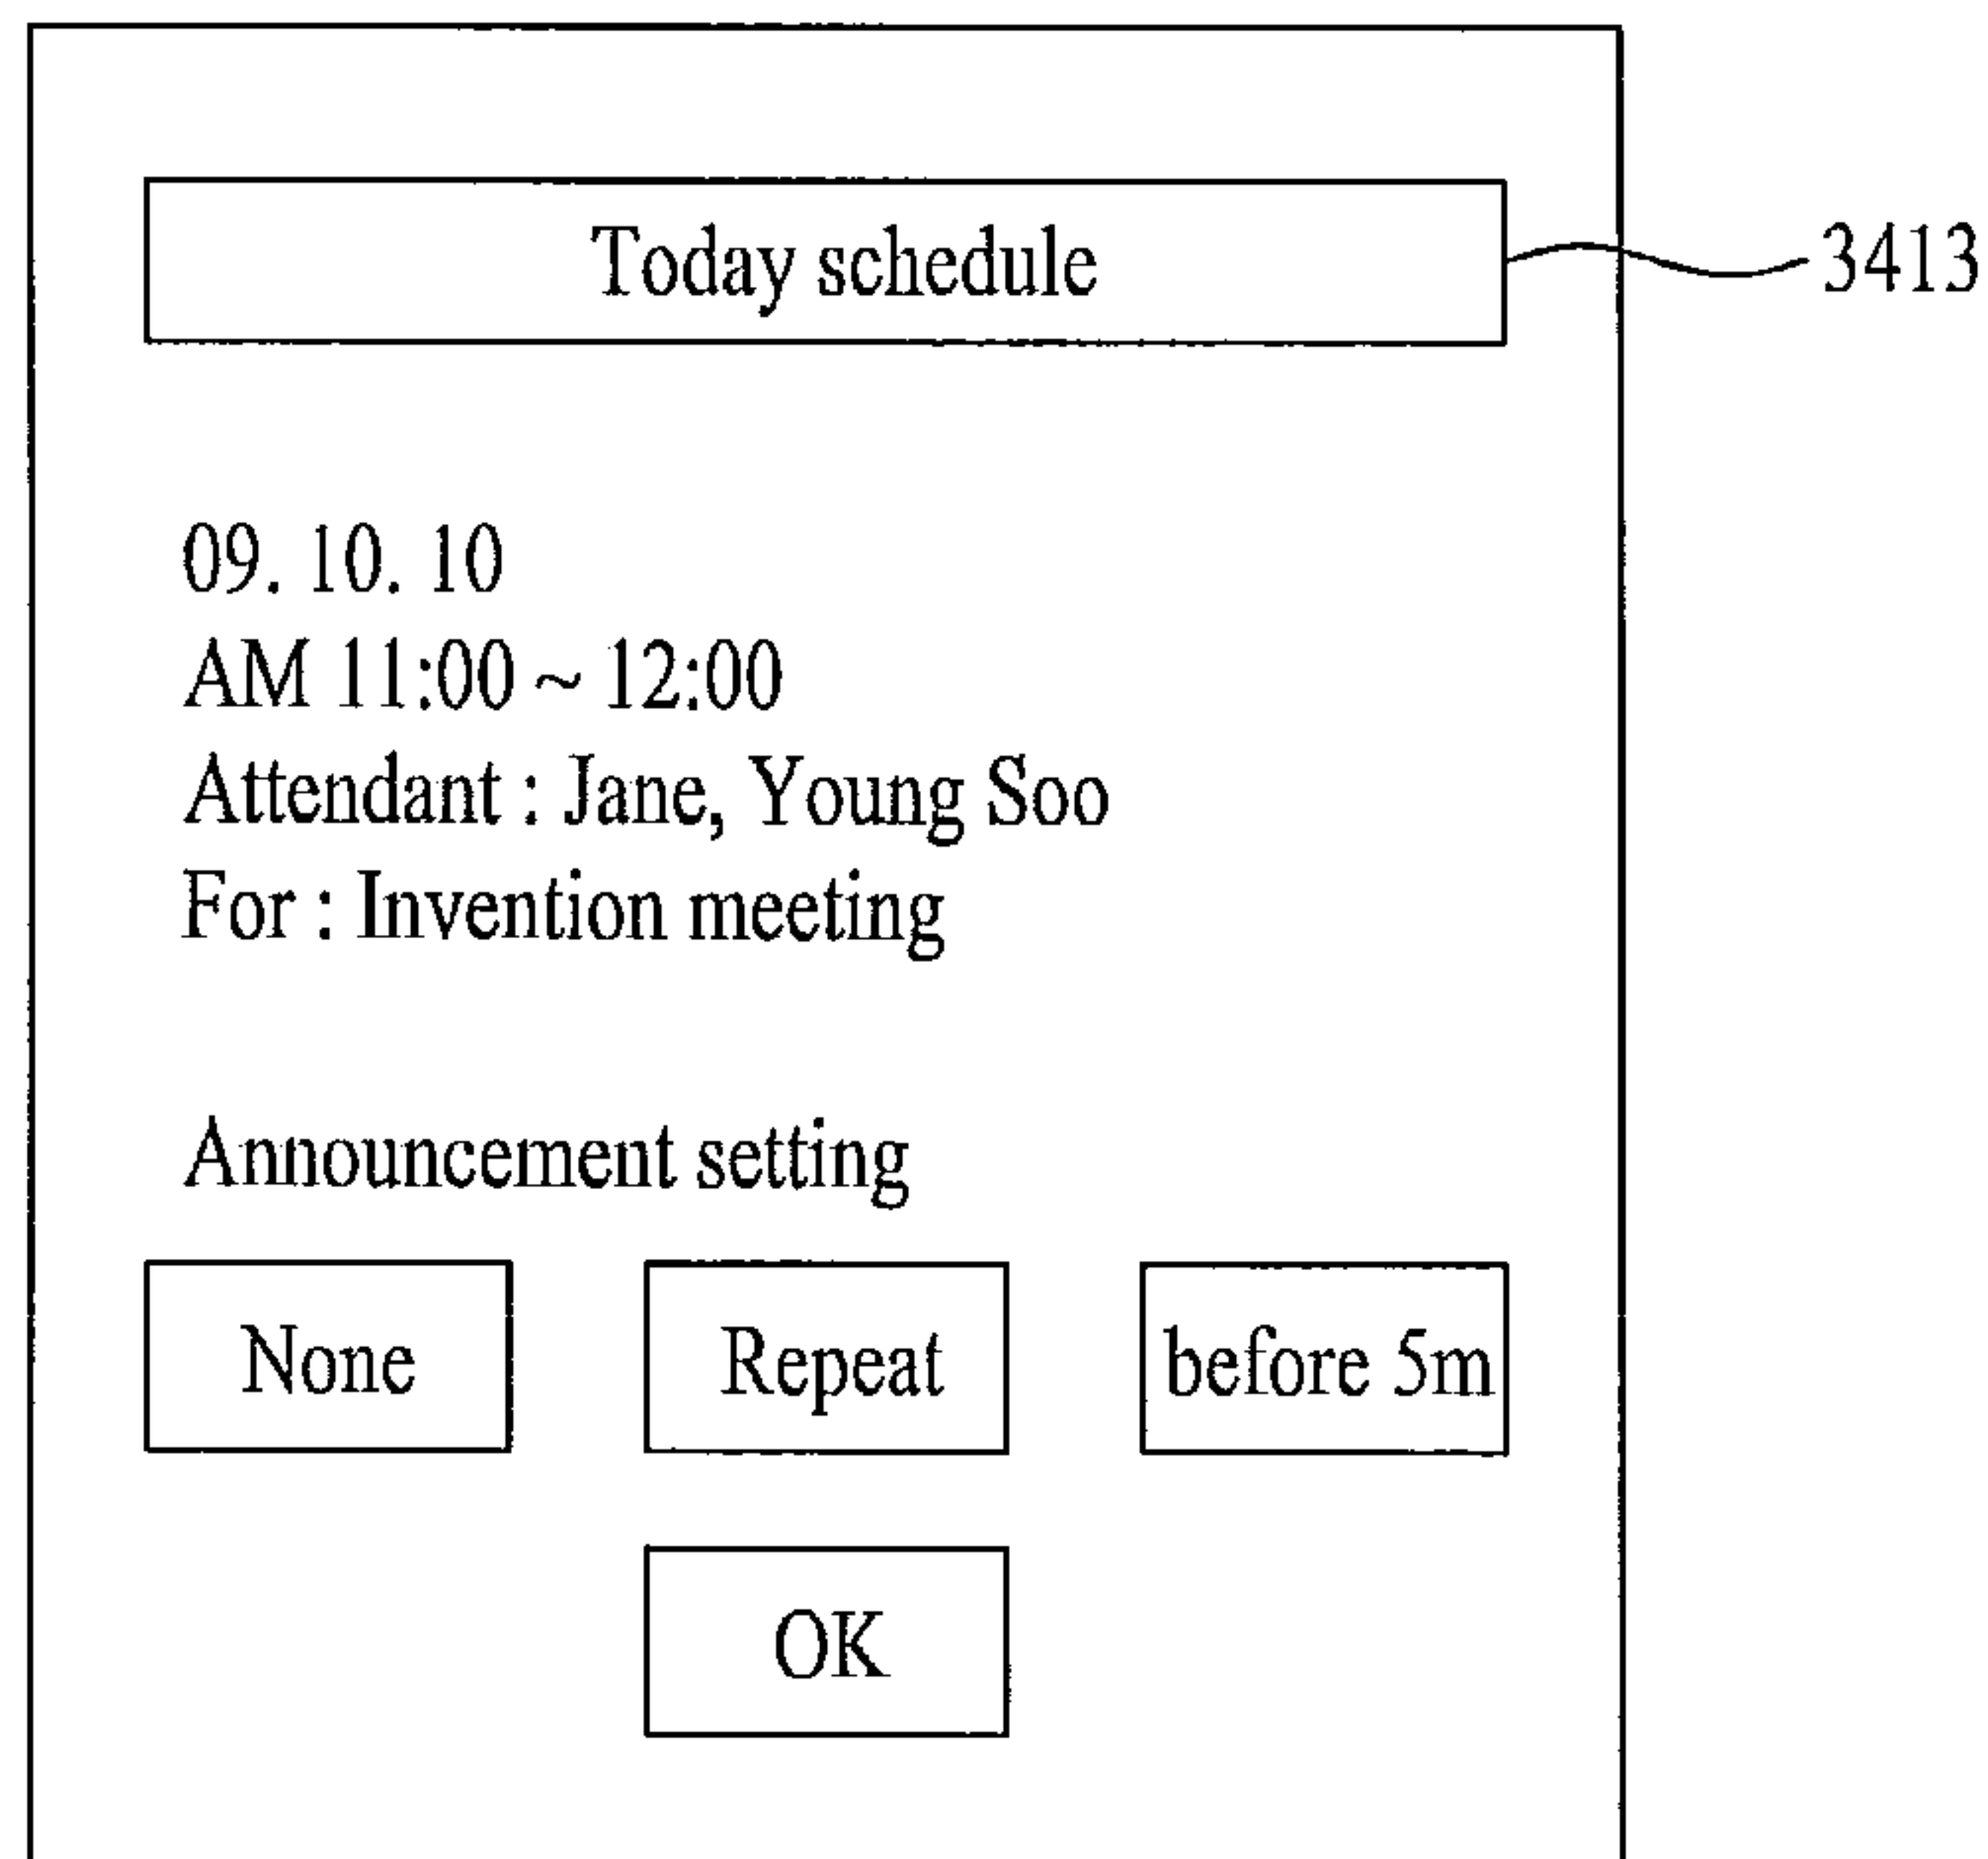 Today schedule
3413
09. 10. 10
AM 11:00 ~ 12:00
Attendant : Jane, Young Soo
For : Invention meeting
Announcement setting
None Repeat before 5m
OK